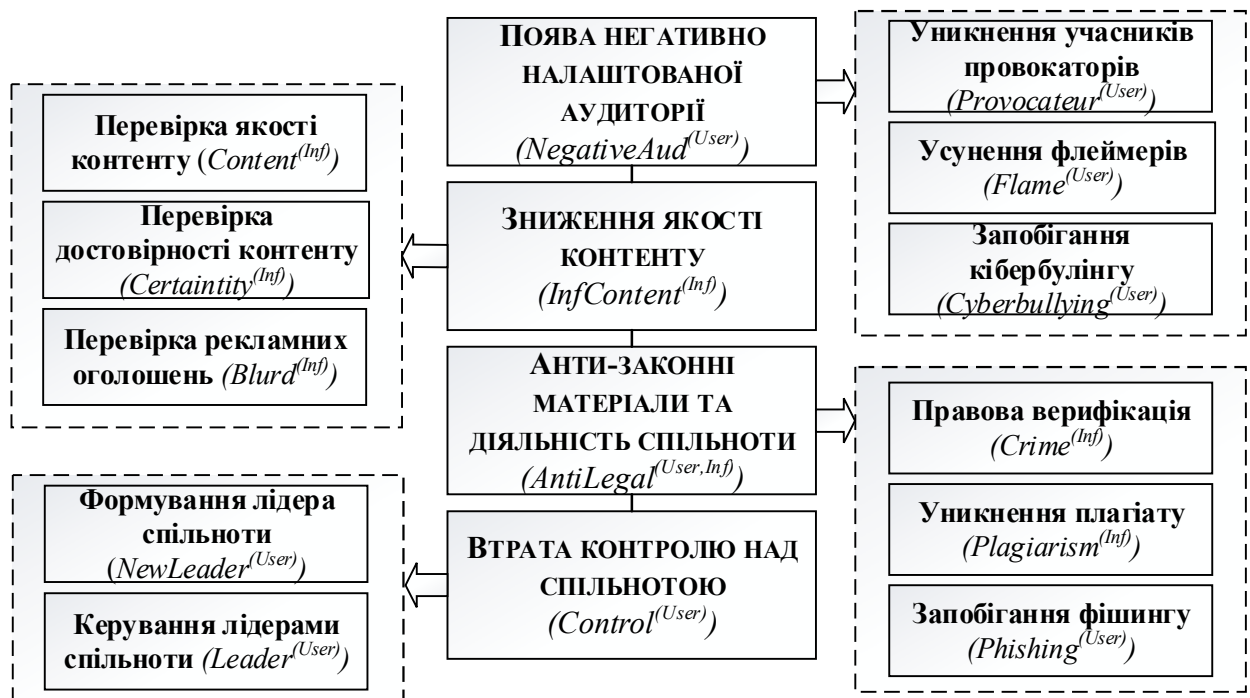 ПОЯВА НЕГАТИВНО
НАЛАШТОВАНОЇ
АУДИТОРІЇ
(NegativeAud(User))
ЗНИЖЕННЯ ЯКОСТІ
КОНТЕНТУ
(InfContent(Inf))
АНТИ-ЗАКОННІ
МАТЕРІАЛИ ТА
ДІЯЛЬНІСТЬ СПІЛЬНОТИ
(AntiLegal(User,Inf))
ВТРАТА КОНТРОЛЮ НАД
СПІЛЬНОТОЮ
(Control(User))
Перевірка якості
контенту (Content(Inf))
Перевірка
достовірності контенту
(Certaintity(Inf))
Перевірка рекламних
оголошень (Blurd(Inf))
Формування лідера
спільноти
(NewLeader(User))
Керування лідерами
спільноти (Leader(User))
Уникнення учасників
провокаторів
(Provocateur(User))
Усунення флеймерів
(Flame(User))
Запобігання
кібербулінгу
(Cyberbullying(User))
Правова верифікація
(Crime(Inf))
Уникнення плагіату
(Plagiarism(Inf))
Запобігання фішингу
(Phishing(User))